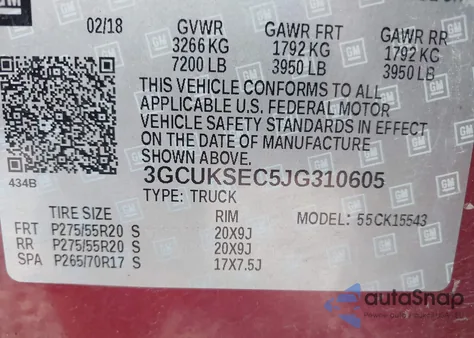 02/18 GVWR GAWR FRT GAWR RR
3266 KG 1792 KG 1792 KG
7200 LB 3950 LB 3950 LB
THIS VEHICLE CONFORMS TO ALL
APPLICABLE U.S. FEDERAL MOTOR
VEHICLE SAFETY STANDARDS IN EFFECT
ON THE DATE OF MANUFACTURE
SHOWN ABOVE.
434B 3GCUKSEC5JG310605
TYPE: TRUCK
TIRE SIZE RIM MODEL: 55CK15543
FRT P275/55R20 S 20X9J
RR P275/55R20 S 20X9J
SPA P265/70R17 S 17X7.5J
GM
autoSnap